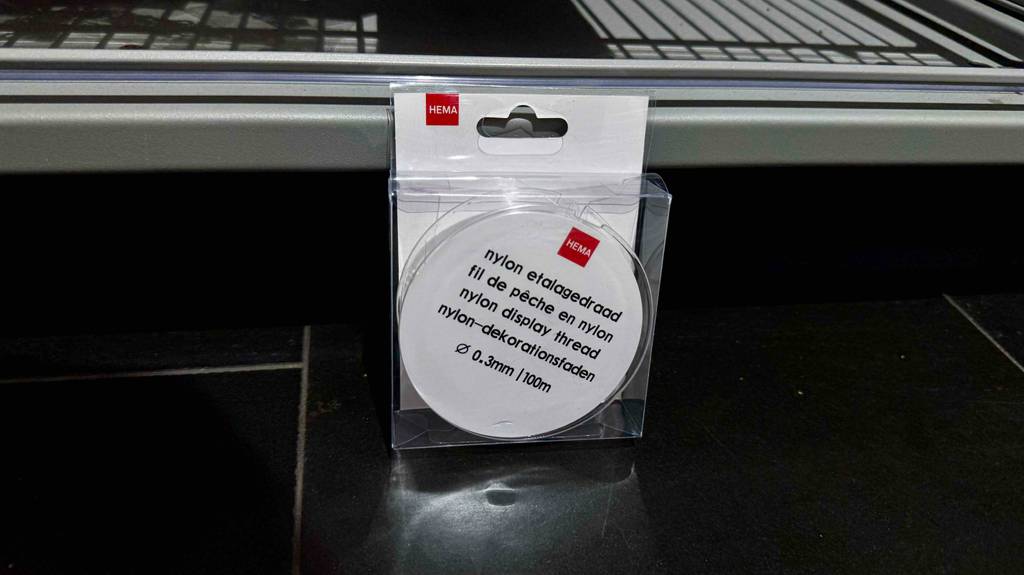 HEMA
HEMA
nylon etalagedraad
fil de pêche en nylon
nylon display thread
nylon-dekorationsfaden
Ø 0.3mm | 100m